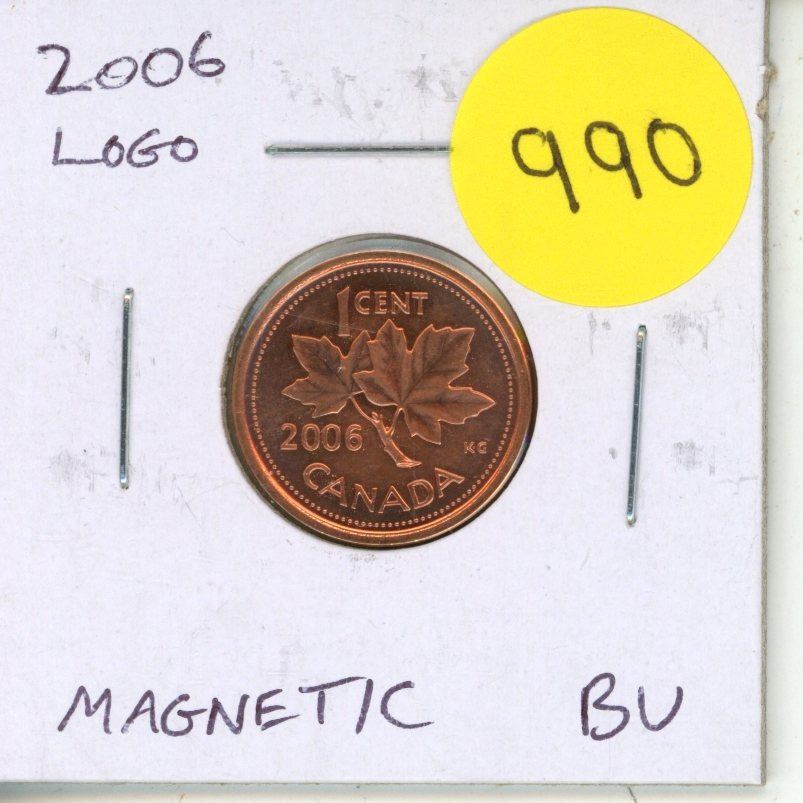 2006
LOGO
990
1 CENT
2006
KG
CANADA
MAGNETIC BU